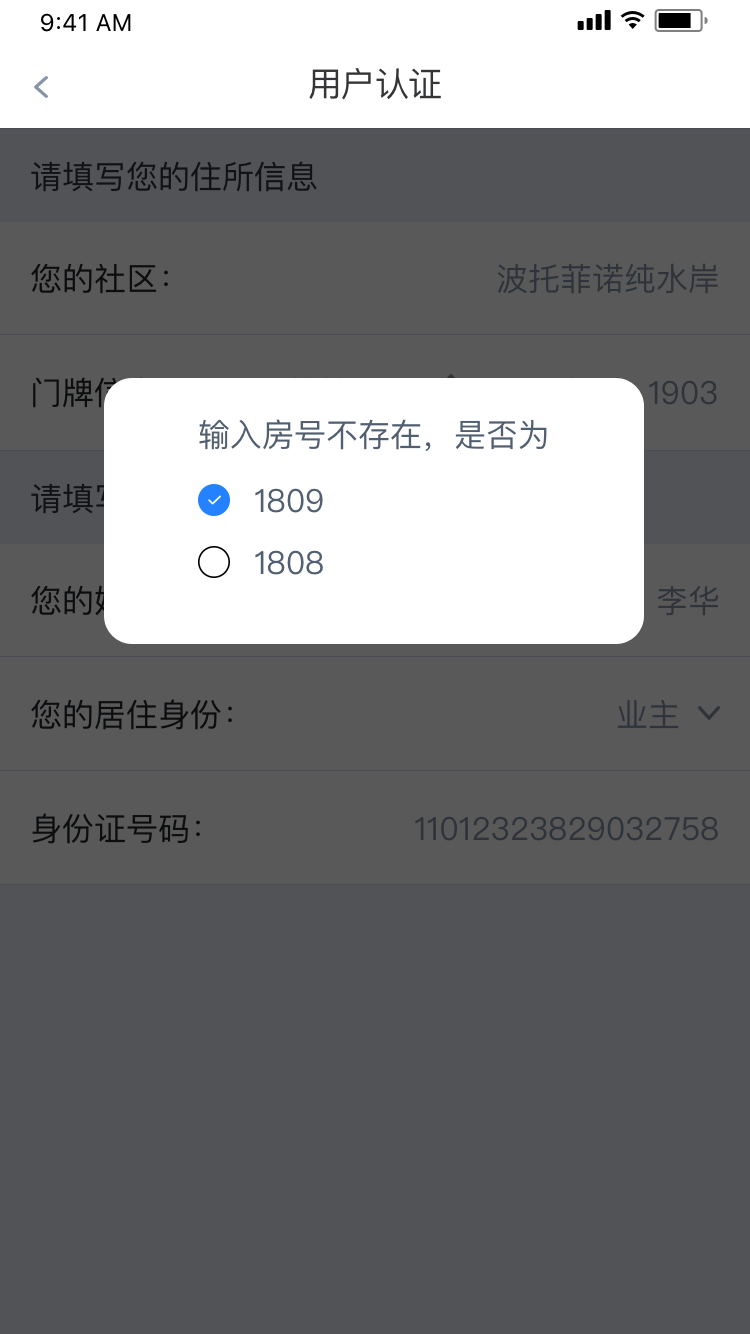 9:41 AM
用户认证
请填写您的住所信息
您的社区：
波托菲诺纯水岸
门牌
1903
输入房号不存在，是否为
请填
1809
1808
您的
李华
您的居住身份：
业主
身份证号码：
11012323829032758